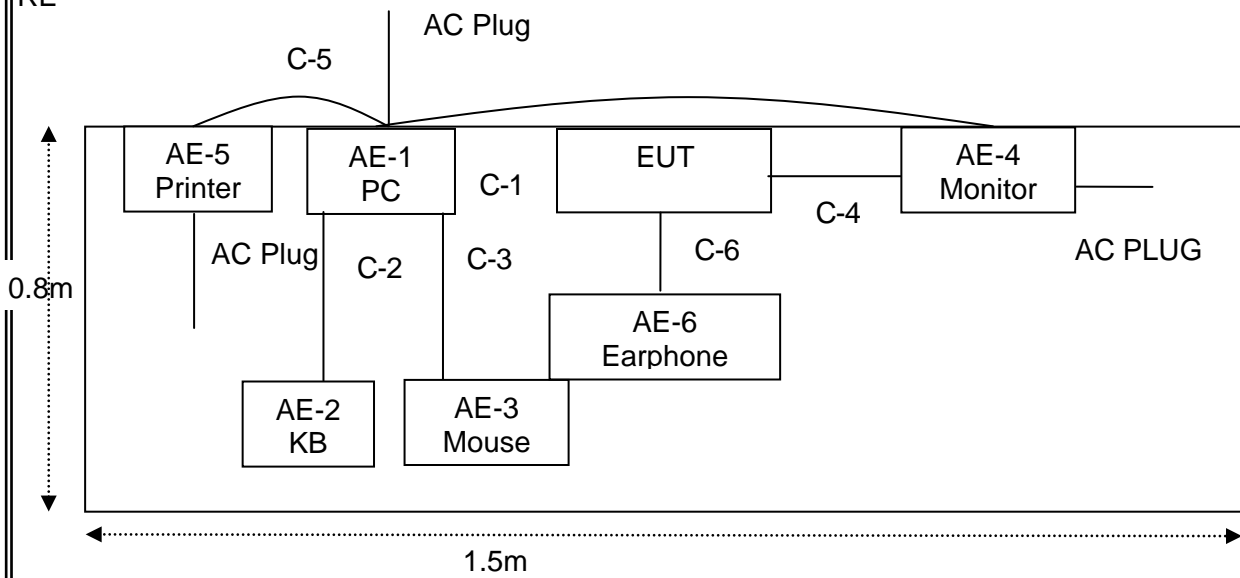 RE
AC Plug
C-5
AE-5
Printer
AE-1
PC
C-1
EUT
AE-4
Monitor
C-4
AC Plug
C-2
C-3
C-6
AC PLUG
0.8m
AE-6
Earphone
AE-2
KB
AE-3
Mouse
1.5m